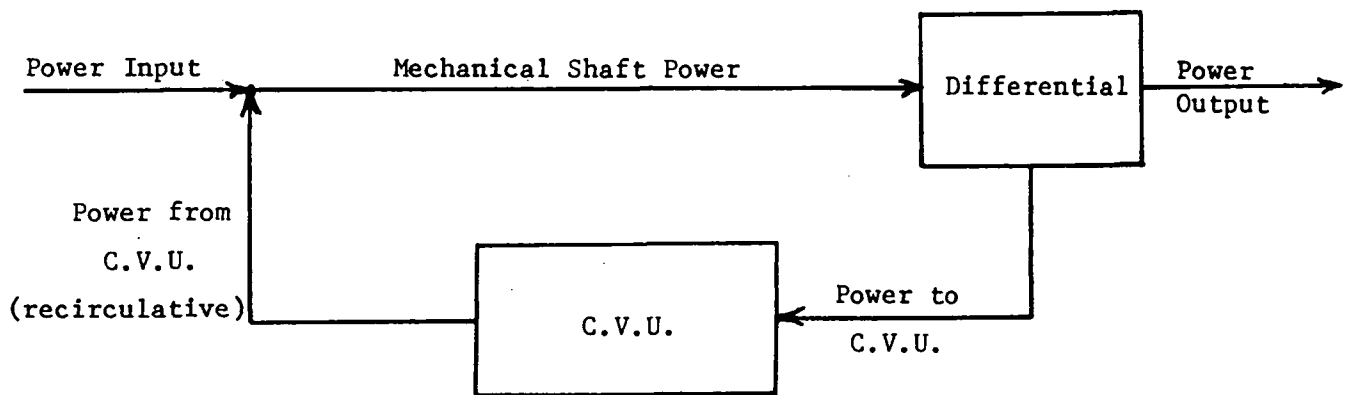 Power Input
Mechanical Shaft Power
Differential
Power
Output
Power from
C.V.U.
(recirculative)
C.V.U.
Power to
C.V.U.